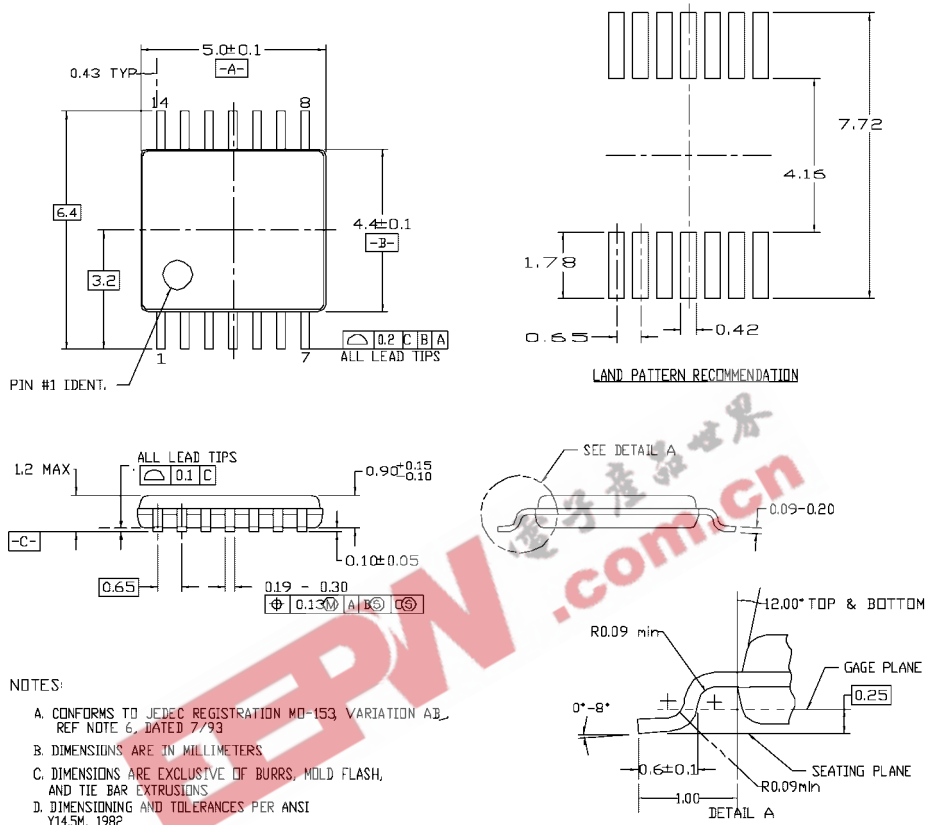 5.0±0.1
-A-
0.43 TYP
14
8
6.4
3.2
4.4±0.1
-B-
0.2 C B A
ALL LEAD TIPS
1
7
PIN #1 IDENT.
7.72
4.16
1.78
0.65
0.42
LAND PATTERN RECOMMENDATION
ALL LEAD TIPS
0.1 C
1.2 MAX
0.90+0.15
-0.10
-C-
0.10±0.05
0.65
0.19 - 0.30
0.13Ⓜ A BⓈ CⓈ
SEE DETAIL A
0.09-0.20
電子產品世界
EEPW.com.cn
12.00° TOP & BOTTOM
R0.09 min
GAGE PLANE
0.25
0°-8°
SEATING PLANE
0.6±0.1
R0.09min
1.00
DETAIL A
NOTES:
A. CONFORMS TO JEDEC REGISTRATION MO-153, VARIATION AB,
REF NOTE 6, DATED 7/93
B. DIMENSIONS ARE IN MILLIMETERS
C. DIMENSIONS ARE EXCLUSIVE OF BURRS, MOLD FLASH,
AND TIE BAR EXTRUSIONS
D. DIMENSIONING AND TOLERANCES PER ANSI
Y14.5M, 1982